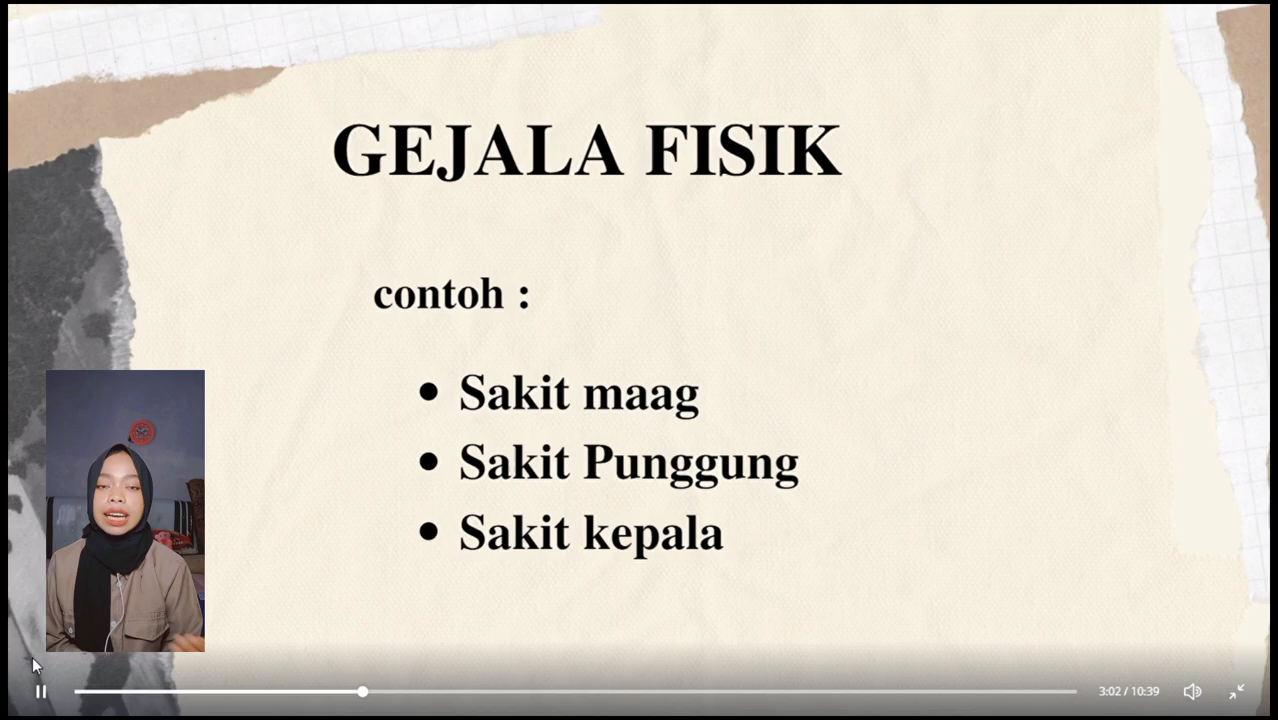 GEJALA FISIK
contoh :
• Sakit maag
• Sakit Punggung
• Sakit kepala
3:02 / 10:39